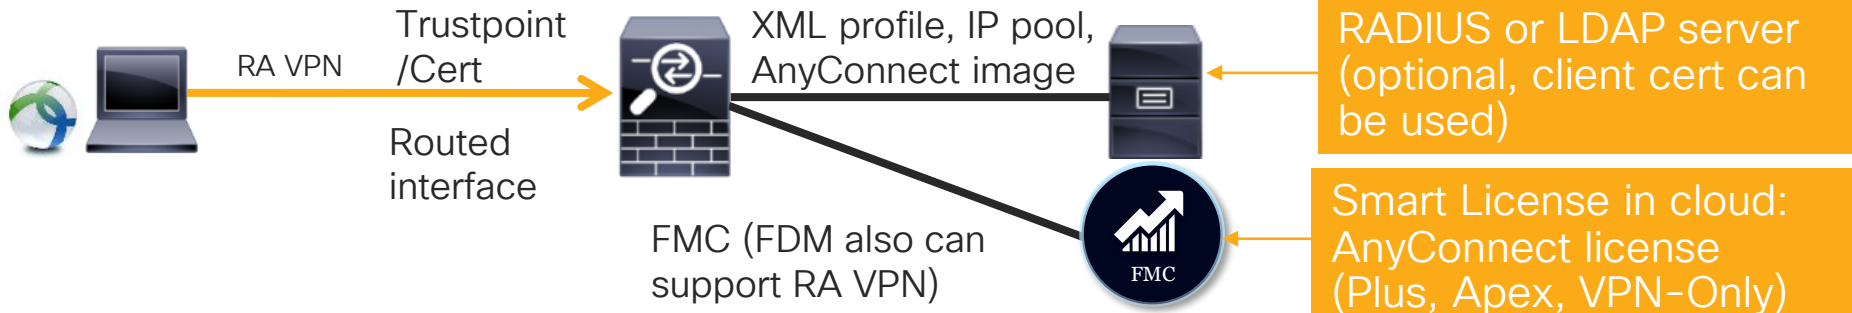 RA VPN
Trustpoint
/Cert
Routed
interface
XML profile, IP pool,
AnyConnect image
FMC (FDM also can
support RA VPN)
FMC
RADIUS or LDAP server
(optional, client cert can
be used)
Smart License in cloud:
AnyConnect license
(Plus, Apex, VPN-Only)